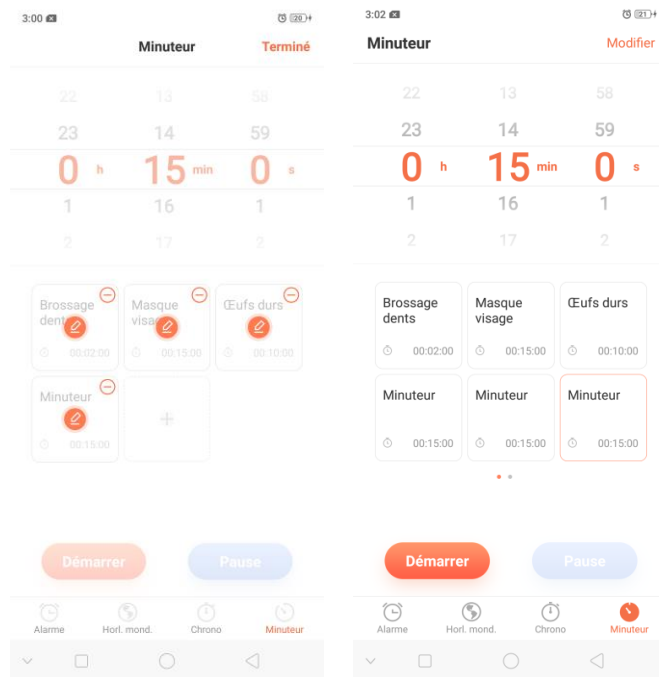 3:00
20
Minuteur
Terminé
22 13 58
23 14 59
0 h 15 min 0 s
1 16 1
2 17 2
Brossage
dents
00:02:00
Masque
visage
00:15:00
Œufs durs
00:10:00
Minuteur
00:15:00
+
Démarrer
Pause
Alarme
Horl. mond.
Chrono
Minuteur
3:02
21
Minuteur
Modifier
22 13 58
23 14 59
0 h 15 min 0 s
1 16 1
2 17 2
Brossage
dents
00:02:00
Masque
visage
00:15:00
Œufs durs
00:10:00
Minuteur
00:15:00
Minuteur
00:15:00
Minuteur
00:15:00
Démarrer
Pause
Alarme
Horl. mond.
Chrono
Minuteur